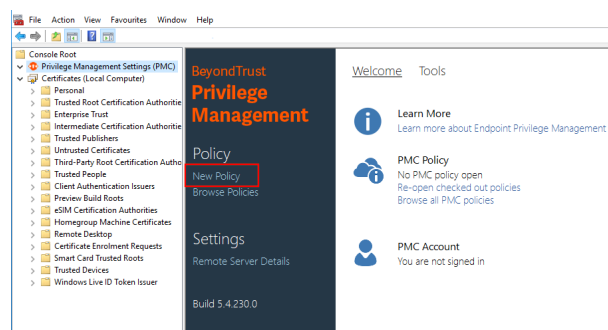 File Action View Favourites Window Help
Console Root
Privilege Management Settings (PMC)
Certificates (Local Computer)
Personal
Trusted Root Certification Authoritie
Enterprise Trust
Intermediate Certification Authoritie
Trusted Publishers
Untrusted Certificates
Third-Party Root Certification Autho
Trusted People
Client Authentication Issuers
Preview Build Roots
eSIM Certification Authorities
Homegroup Machine Certificates
Remote Desktop
Certificate Enrolment Requests
Smart Card Trusted Roots
Trusted Devices
Windows Live ID Token Issuer
BeyondTrust
Privilege
Management
Policy
New Policy
Browse Policies
Settings
Remote Server Details
Build 5.4.230.0
Welcome Tools
Learn More
Learn more about Endpoint Privilege Management
PMC Policy
No PMC policy open
Re-open checked out policies
Browse all PMC policies
PMC Account
You are not signed in